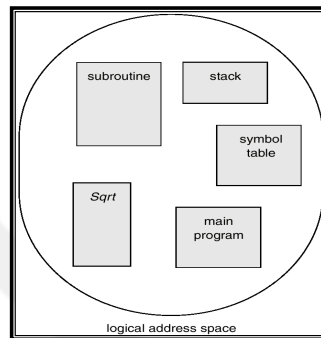 subroutine
stack
symbol
table
Sqrt
main
program
logical address space